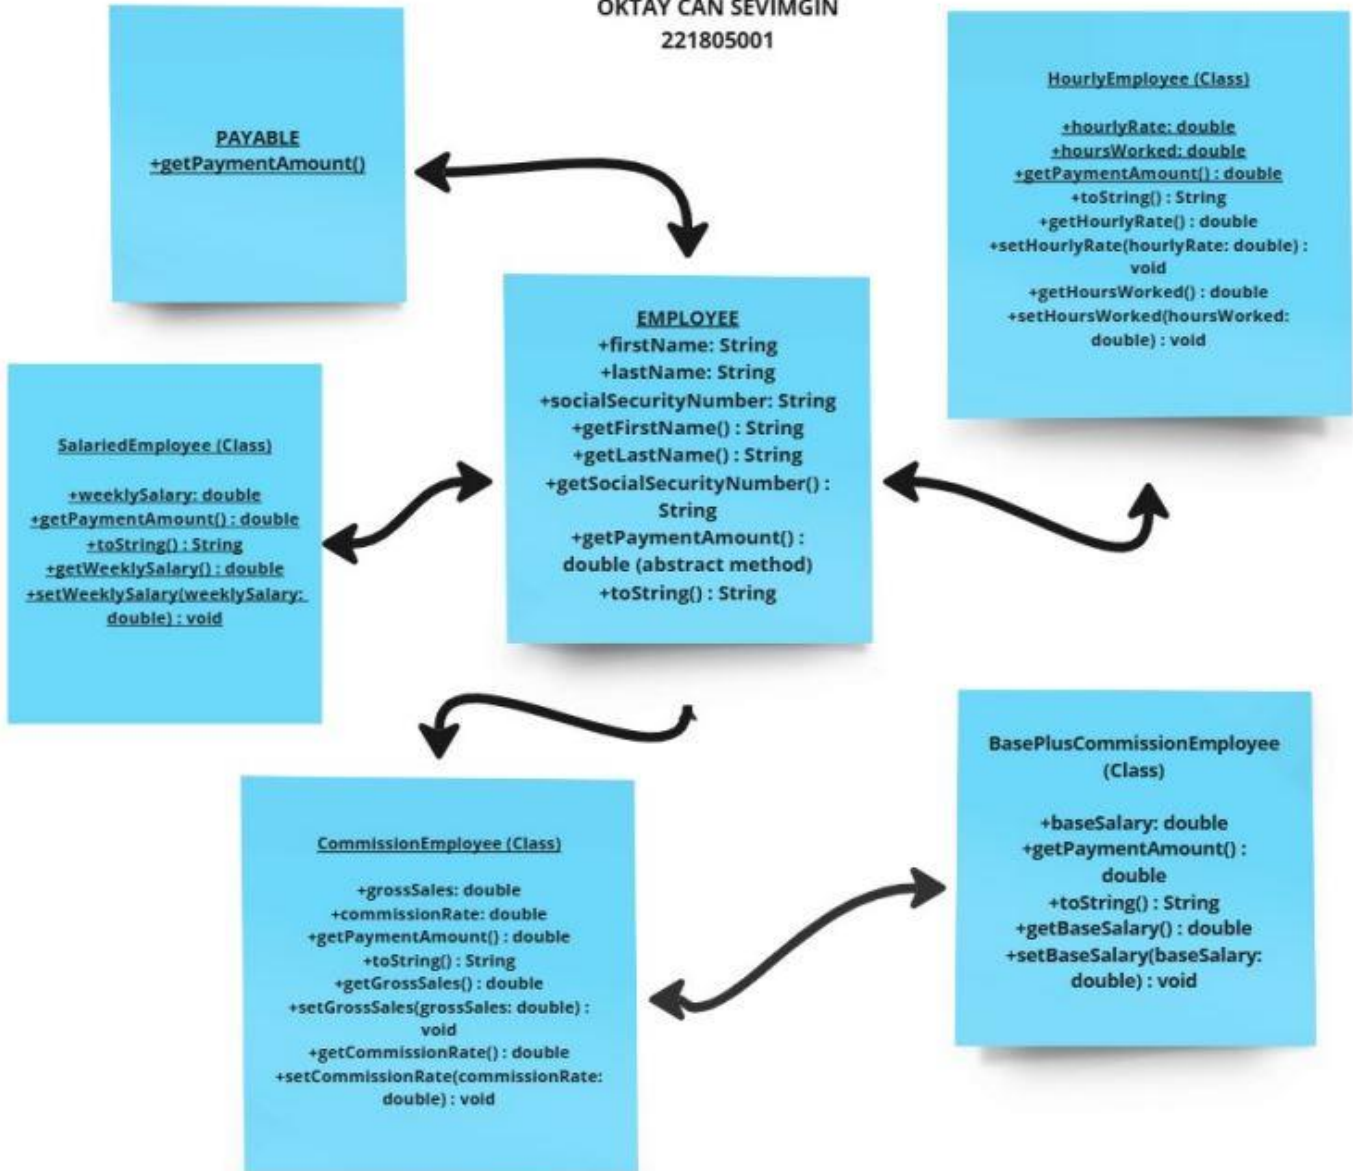 OKTAY CAN SEVİMGİN
221805001
PAYABLE
+getPaymentAmount()
HourlyEmployee (Class)
+hourlyRate: double
+hoursWorked: double
+getPaymentAmount() : double
+toString() : String
+getHourlyRate() : double
+setHourlyRate(hourlyRate: double) :
void
+getHoursWorked() : double
+setHoursWorked(hoursWorked:
double) : void
EMPLOYEE
+firstName: String
+lastName: String
+socialSecurityNumber: String
+getFirstName() : String
+getLastName() : String
+getSocialSecurityNumber() :
String
+getPaymentAmount() :
double (abstract method)
+toString() : String
SalariedEmployee (Class)
+weeklySalary: double
+getPaymentAmount() : double
+toString() : String
+getWeeklySalary() : double
+setWeeklySalary(weeklySalary:
double) : void
CommissionEmployee (Class)
+grossSales: double
+commissionRate: double
+getPaymentAmount() : double
+toString() : String
+getGrossSales() : double
+setGrossSales(grossSales: double) :
void
+getCommissionRate() : double
+setCommissionRate(commissionRate:
double) : void
BasePlusCommissionEmployee
(Class)
+baseSalary: double
+getPaymentAmount() :
double
+toString() : String
+getBaseSalary() : double
+setBaseSalary(baseSalary:
double) : void